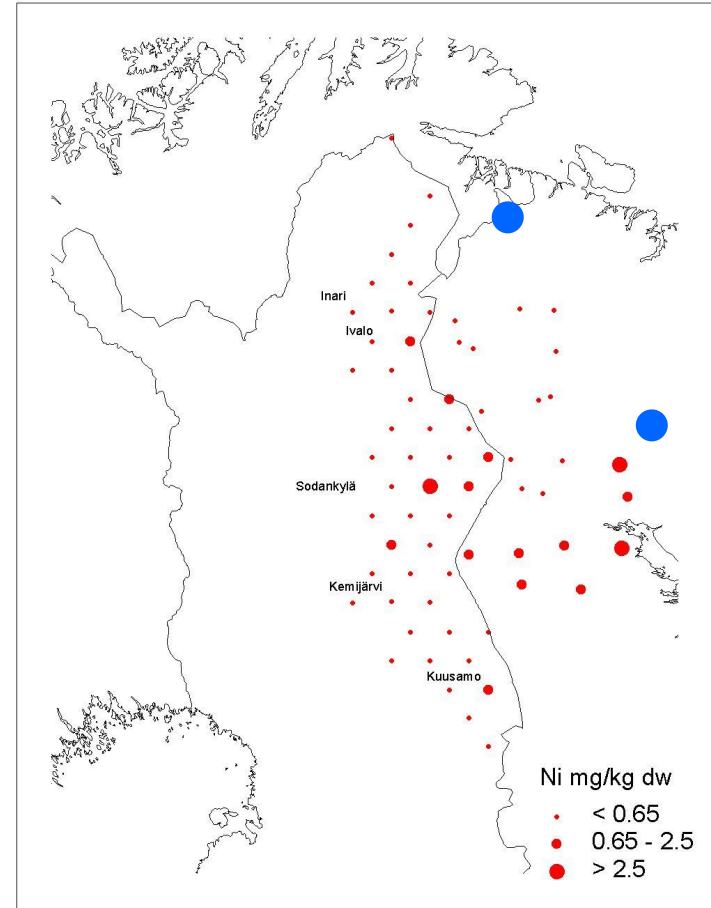 Inari
Ivalo
Sodankylä
Kemijärvi
Kuusamo
Ni mg/kg dw
< 0.65
0.65 - 2.5
> 2.5